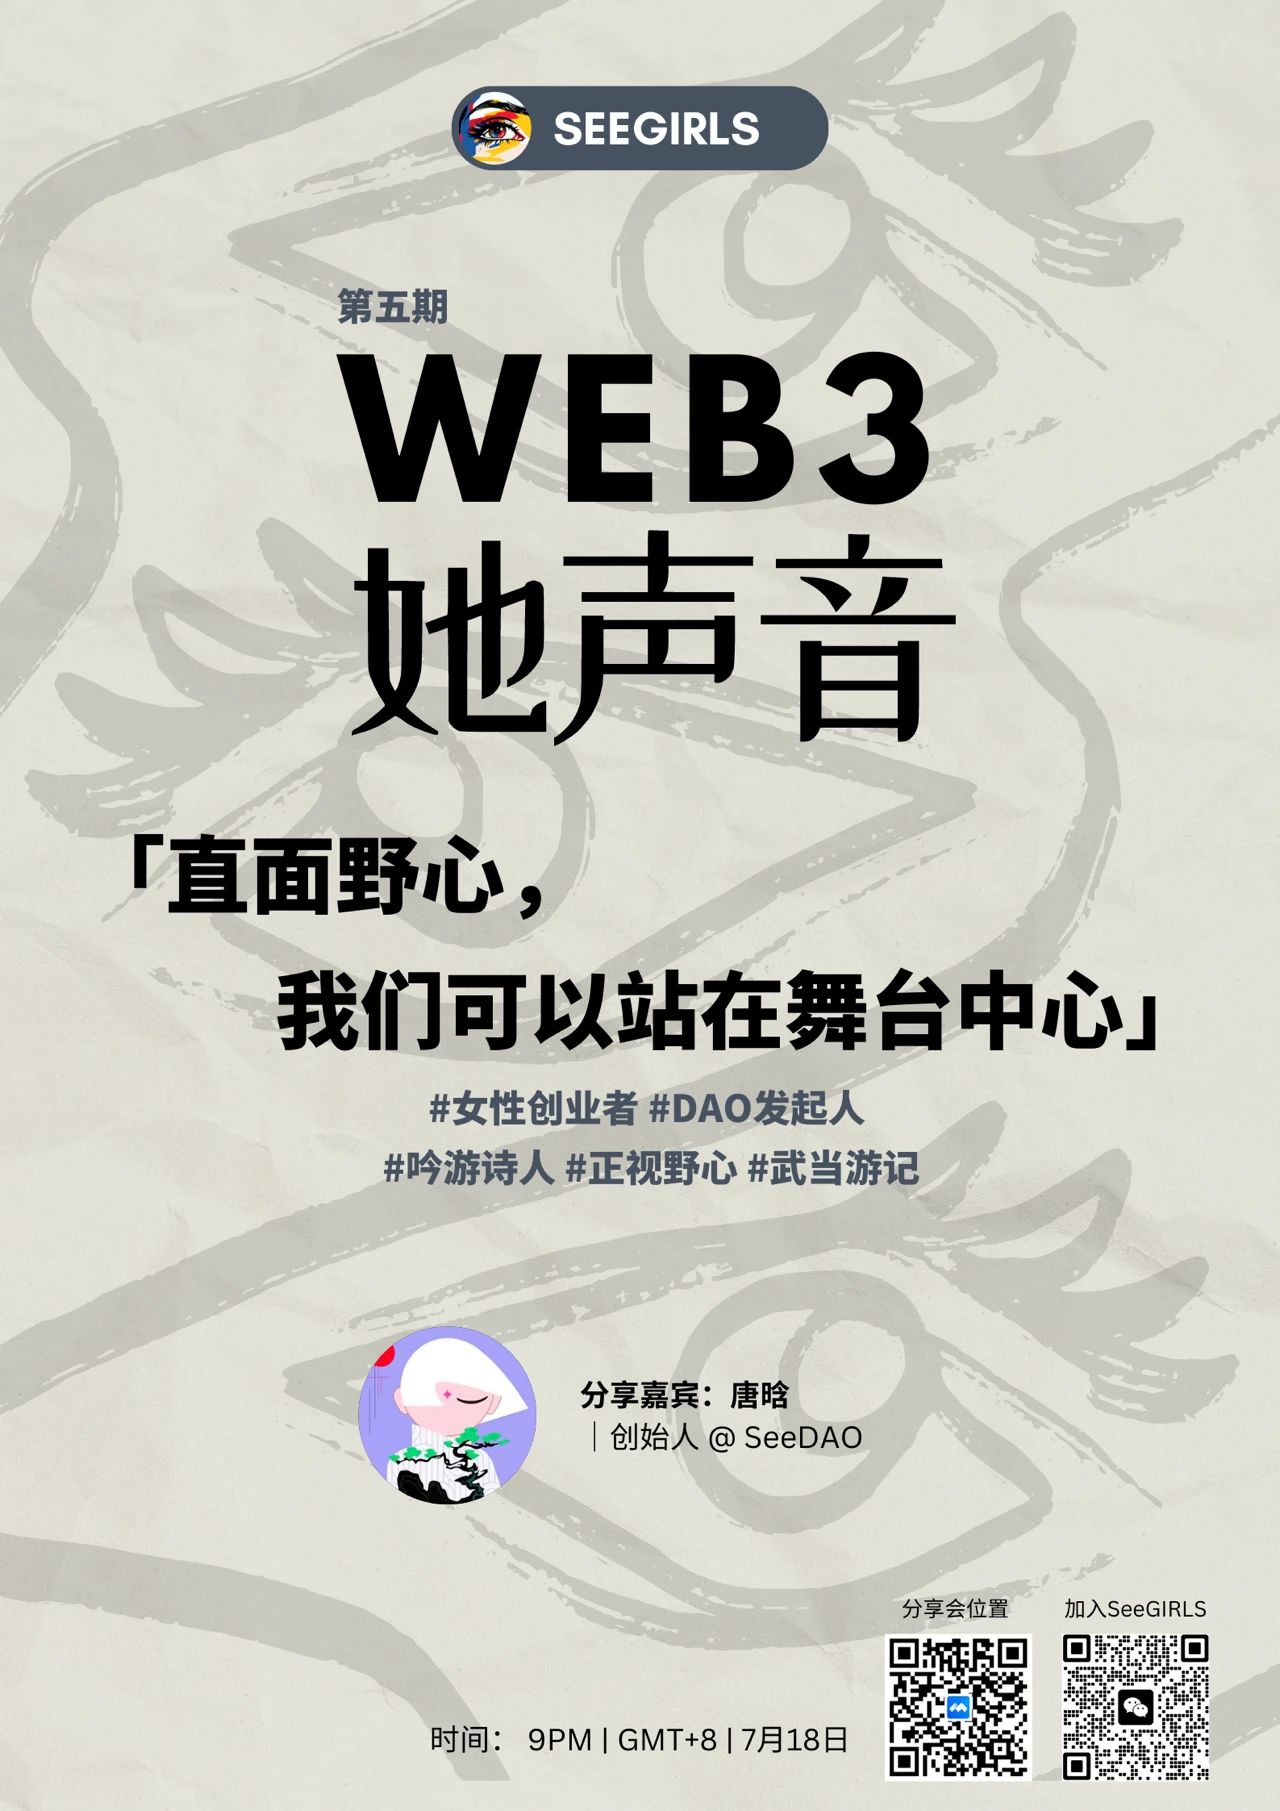 SEEGIRLS
第五期
WEB3
她声音
「直面野心，
我们可以站在舞台中心」
#女性创业者 #DAO发起人
#吟游诗人 #正视野心 #武当游记
分享嘉宾：唐晗
｜创始人 @ SeeDAO
分享会位置
加入SeeGIRLS
时间： 9PM | GMT+8 | 7月18日